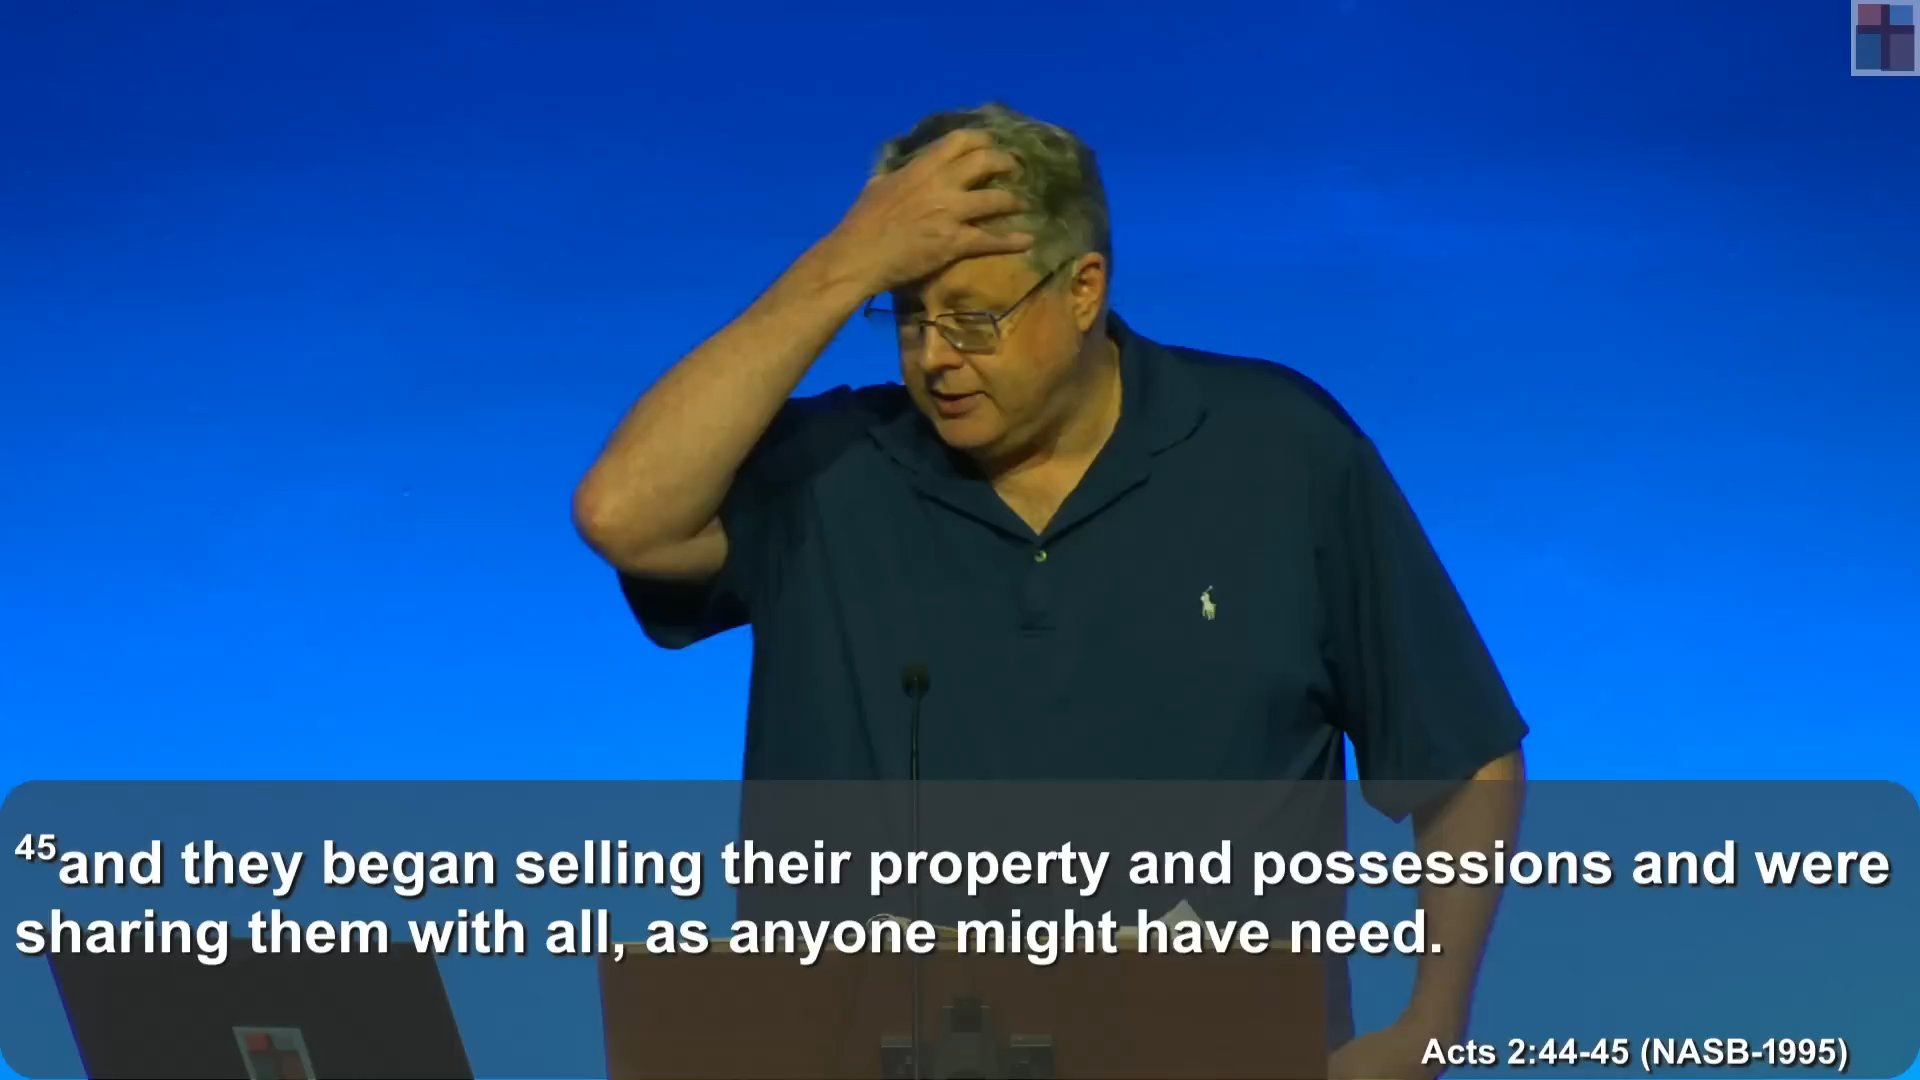 45and they began selling their property and possessions and were
sharing them with all, as anyone might have need.
Acts 2:44-45 (NASB-1995)